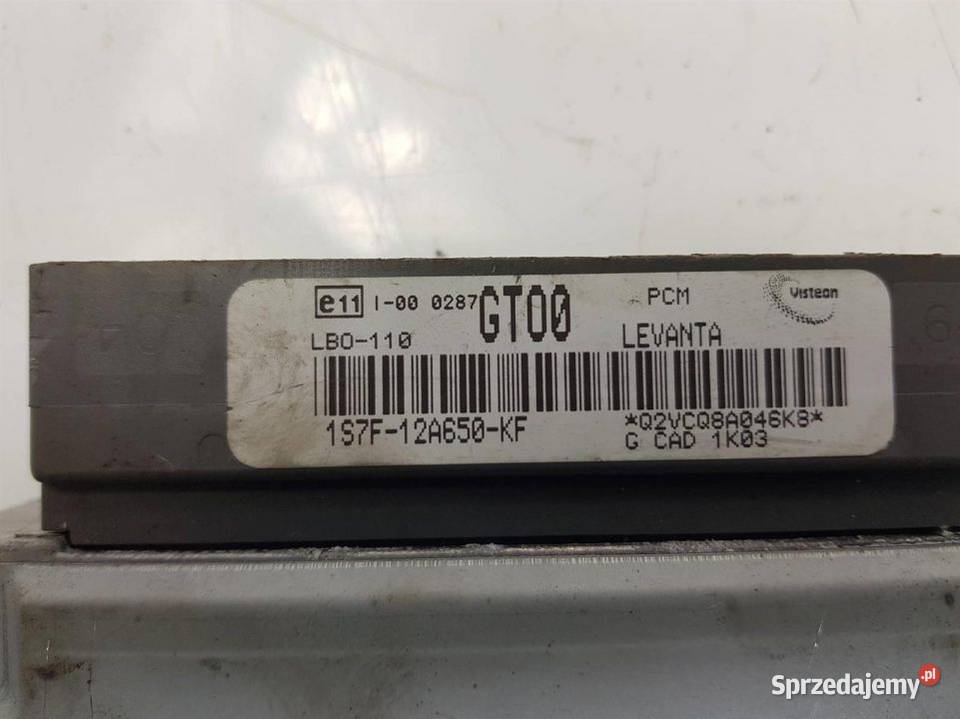 e11 I-00 0287 GT00 PCM Visteon
LBO-110 LEVANTA
1S7F-12A650-KF *Q2VCQ8A046K8*
G CAD 1K03
Sprzedajemy.pl